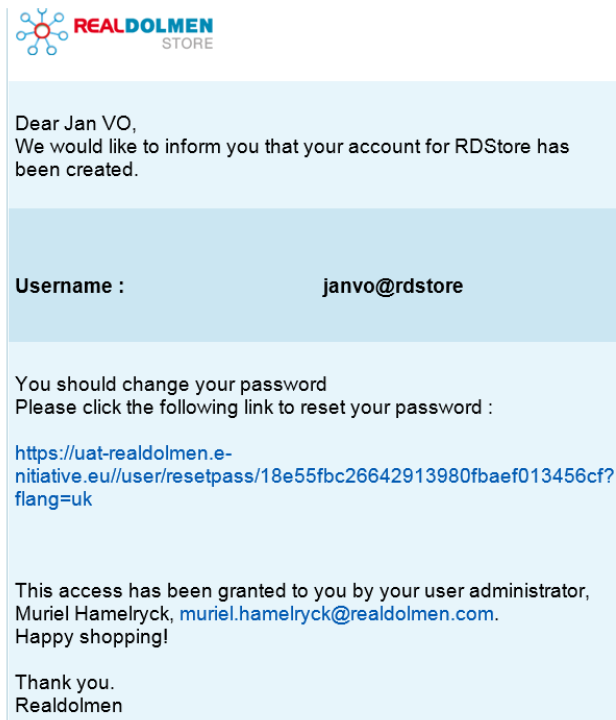 REALDOLMEN
STORE
Dear Jan VO,
We would like to inform you that your account for RDStore has
been created.
Username : janvo@rdstore
You should change your password
Please click the following link to reset your password :
https://uat-realdolmen.e-
nitiative.eu//user/resetpass/18e55fbc26642913980fbaef013456cf?
flang=uk
This access has been granted to you by your user administrator,
Muriel Hamelryck, muriel.hamelryck@realdolmen.com.
Happy shopping!
Thank you.
Realdolmen